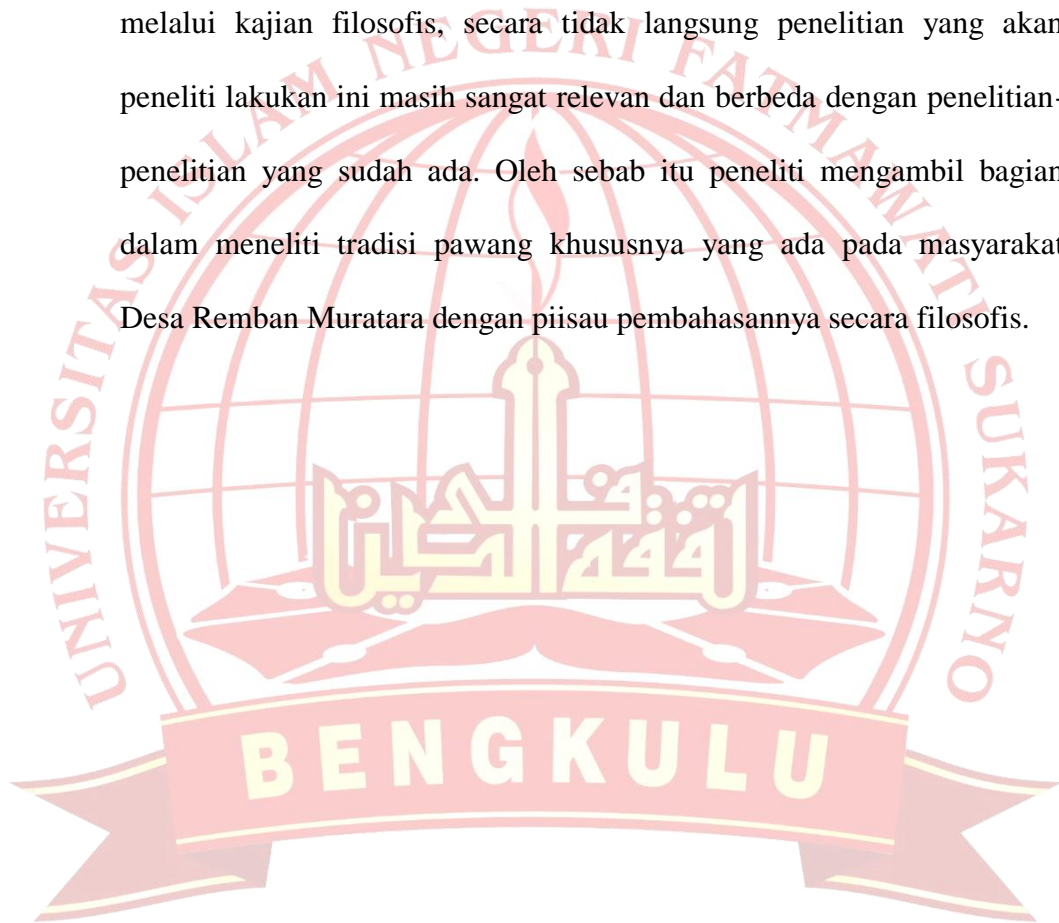 melalui kajian filosofis, secara tidak langsung penelitian yang akan
peneliti lakukan ini masih sangat relevan dan berbeda dengan penelitian-
penelitian yang sudah ada. Oleh sebab itu peneliti mengambil bagian
dalam meneliti tradisi pawang khususnya yang ada pada masyarakat
Desa Remban Muratara dengan piisau pembahasannya secara filosofis.
UNIVERSITAS ISLAM NEGERI FATMAWATI SUKARNO
BENGKULU